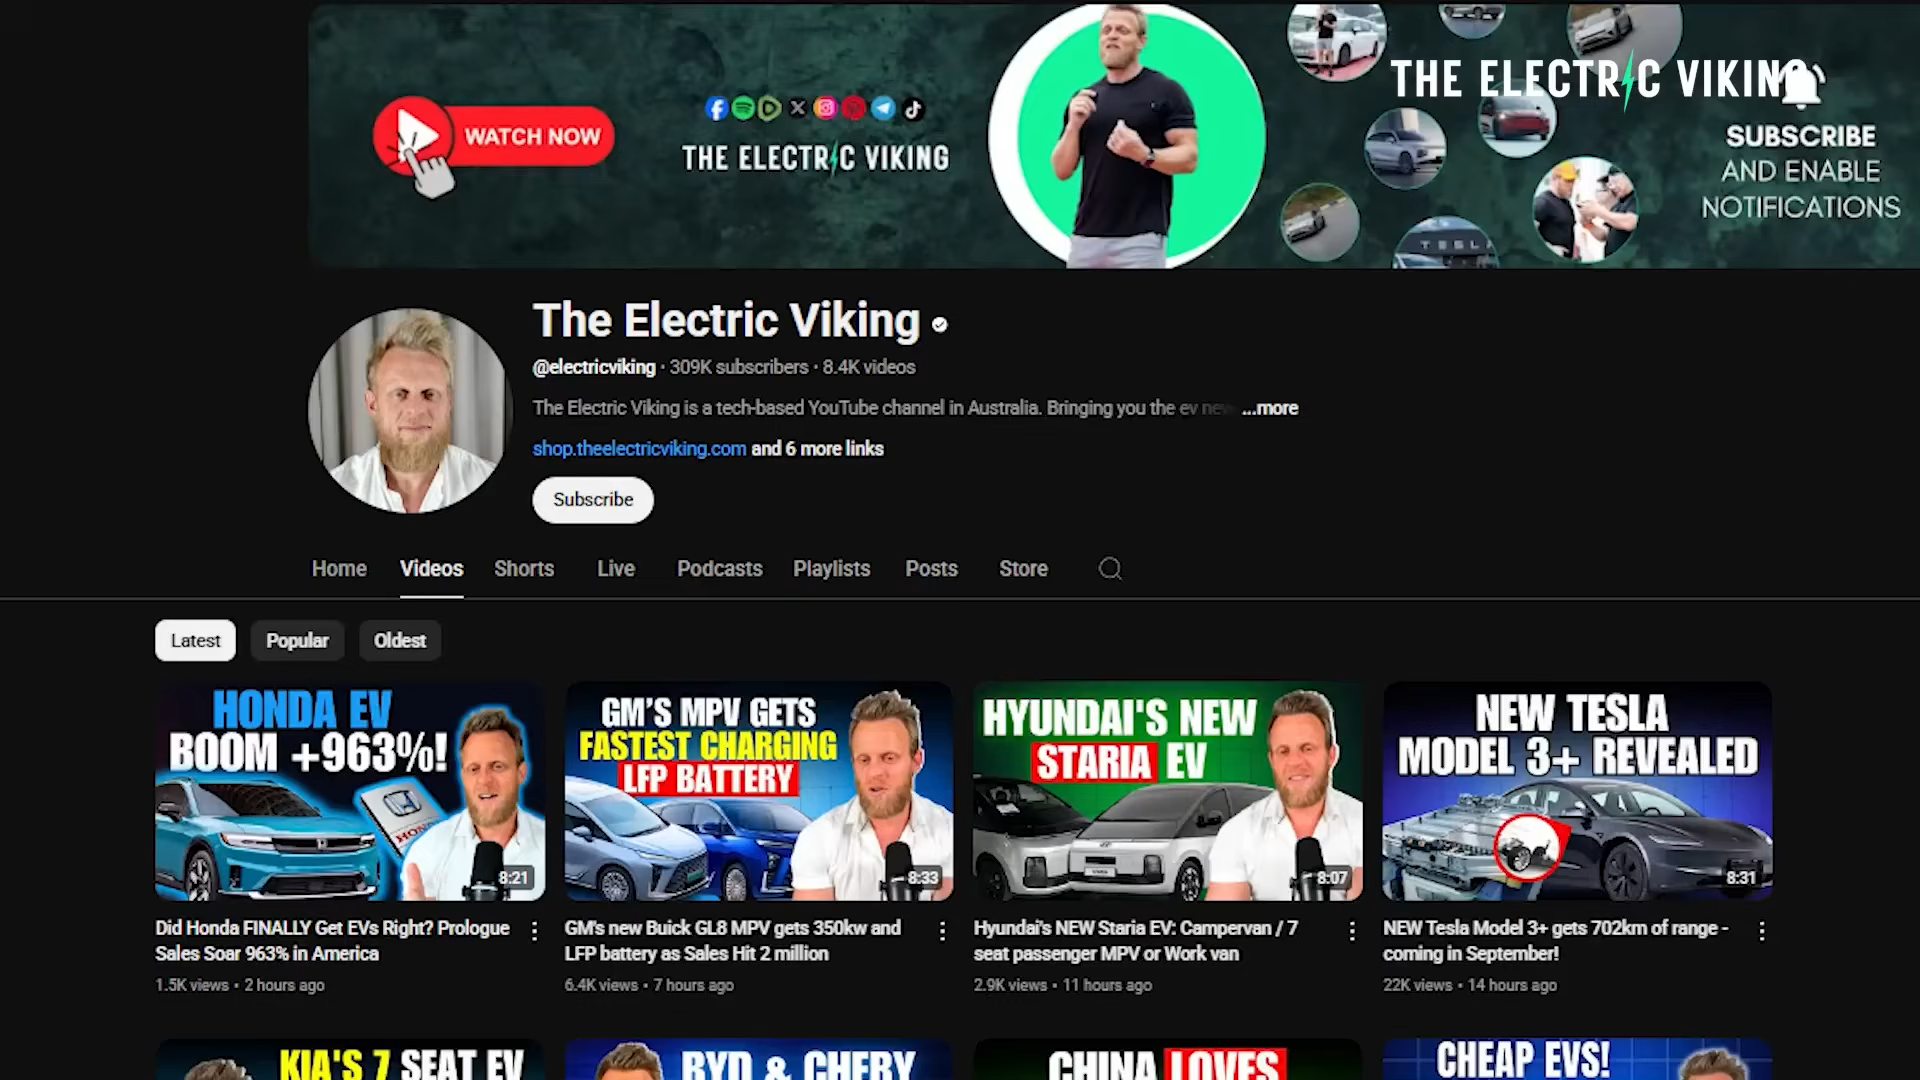 WATCH NOW
THE ELECTRIC VIKING
TESLA
THE ELECTRIC VIKING
SUBSCRIBE
AND ENABLE
NOTIFICATIONS
The Electric Viking
@electricviking · 309K subscribers · 8.4K videos
The Electric Viking is a tech-based YouTube channel in Australia. Bringing you the ev ...more
shop.theelectricviking.com and 6 more links
Subscribe
Home Videos Shorts Live Podcasts Playlists Posts Store
Latest Popular Oldest
HONDA EV
BOOM +963%!
8:21
Did Honda FINALLY Get EVs Right? Prologue
Sales Soar 963% in America
1.5K views • 2 hours ago
GM'S MPV GETS
FASTEST CHARGING
LFP BATTERY
8:33
GM's new Buick GL8 MPV gets 350kw and
LFP battery as Sales Hit 2 million
6.4K views • 7 hours ago
HYUNDAI'S NEW
STARIA EV
8:07
Hyundai's NEW Staria EV: Campervan / 7
seat passenger MPV or Work van
2.9K views • 11 hours ago
NEW TESLA
MODEL 3+ REVEALED
8:31
NEW Tesla Model 3+ gets 702km of range -
coming in September!
22K views • 14 hours ago
KIA'S 7 SEAT EV
BYD & CHERY
CHINA LOVES
CHEAP EVS!